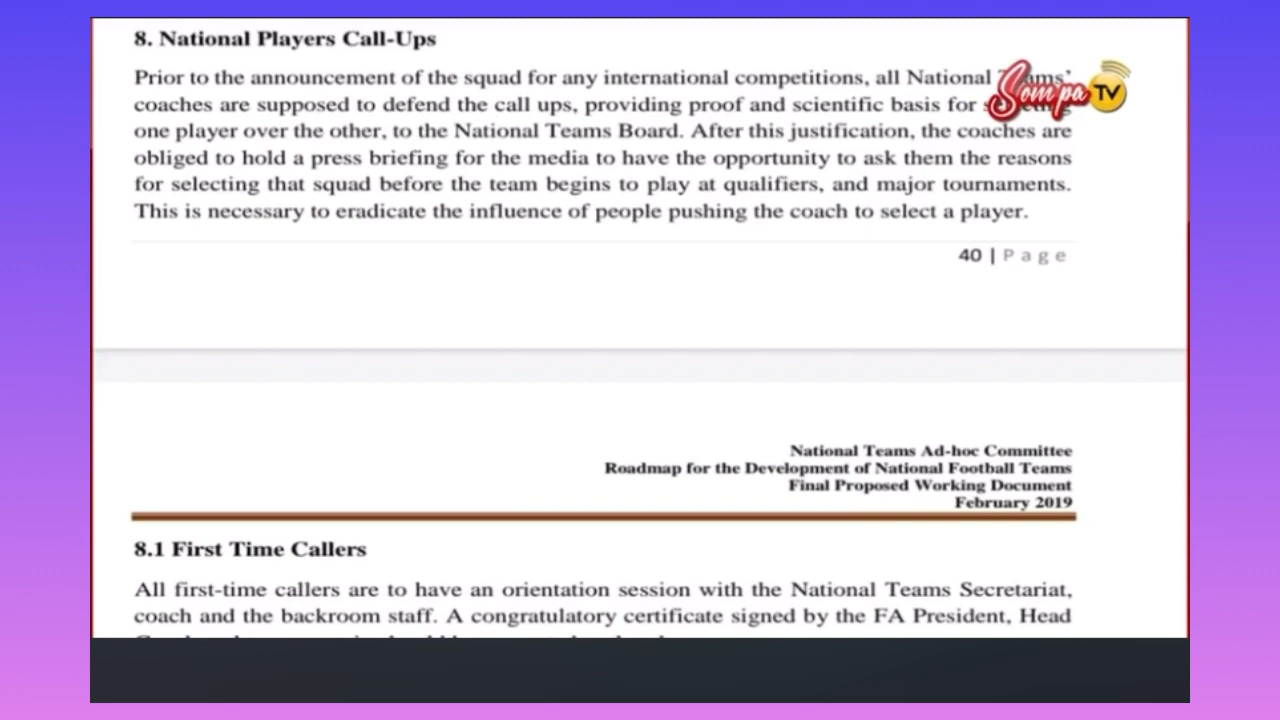 8. National Players Call-Ups
Prior to the announcement of the squad for any international competitions, all National
coaches are supposed to defend the call ups, providing proof and scientific basis for
one player over the other, to the National Teams Board. After this justification, the coaches are
obliged to hold a press briefing for the media to have the opportunity to ask them the reasons
for selecting that squad before the team begins to play at qualifiers, and major tournaments.
This is necessary to eradicate the influence of people pushing the coach to select a player.
Sompa TV
40 | Page
National Teams Ad-hoc Committee
Roadmap for the Development of National Football Teams
Final Proposed Working Document
February 2019
8.1 First Time Callers
All first-time callers are to have an orientation session with the National Teams Secretariat,
coach and the backroom staff. A congratulatory certificate signed by the FA President, Head